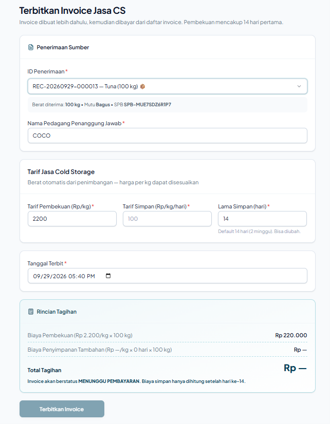 Terbitkan Invoice Jasa CS
Invoice dibuat lebih dahulu, kemudian dibayar dari daftar Invoice. Pembekuan mencakup 14 hari pertama.
Penerimaan Sumber
ID Penerimaan *
REC-20260929-000013 — Tuna (100 kg)
Berat diterima: 100 kg • Mutu Bagus • SPB
Nama Pedagang Penanggung Jawab *
COCO
Tarif Jasa Cold Storage
Berat otomatis dari penimbangan — harga per kg dapat disesuaikan
Tarif Pembekuan (Rp/kg) * Tarif Simpan (Rp/kg/hari) * Lama Simpan (hari) *
2200 100 14
Default 14 hari (2 minggu). Bisa diubah.
Tanggal Terbit *
09/29/2026 05:40 PM
Rincian Tagihan
Biaya Pembekuan (Rp 2.200/kg × 100 kg) Rp 220.000
Biaya Penyimpanan Tambahan (Rp —/kg × 0 hari × 100 kg) Rp —
Total Tagihan Rp —
Invoice akan berstatus MENUNGGU PEMBAYARAN. Biaya simpan hanya dihitung setelah hari ke-14.
Terbitkan Invoice